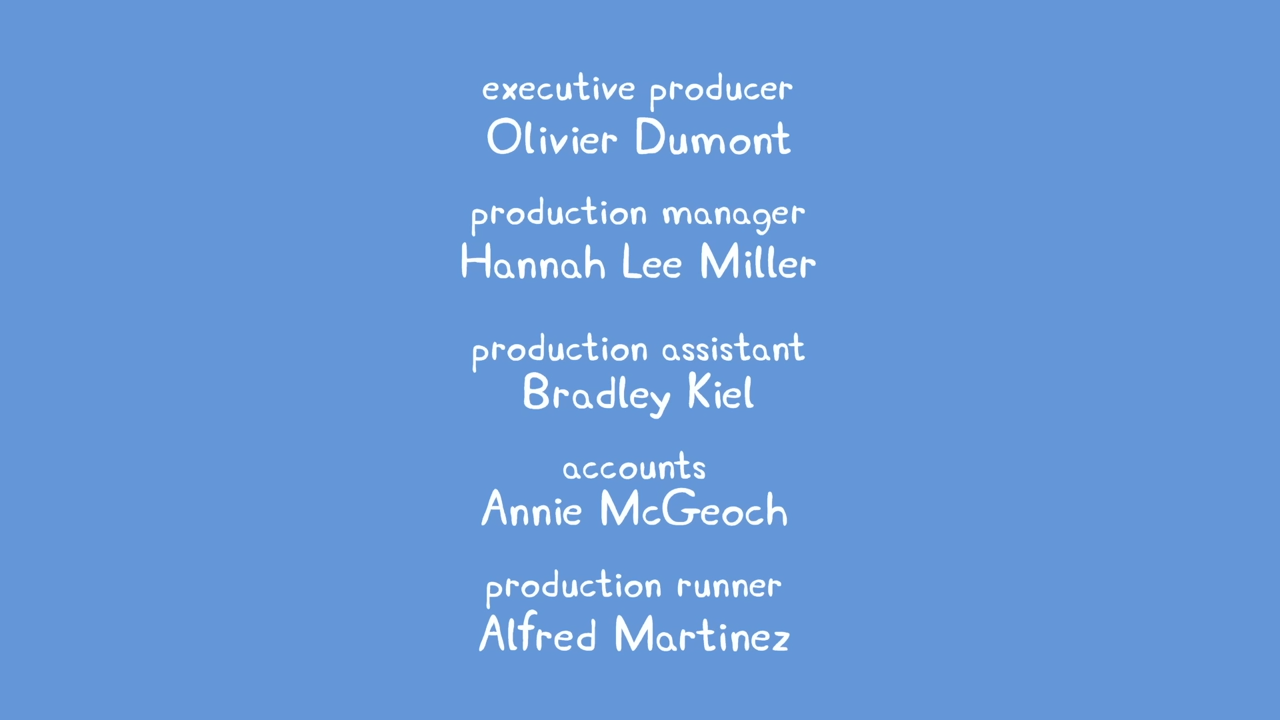 executive producer
Olivier Dumont
production manager
Hannah Lee Miller
production assistant
Bradley Kiel
accounts
Annie McGeoch
production runner
Alfred Martinez